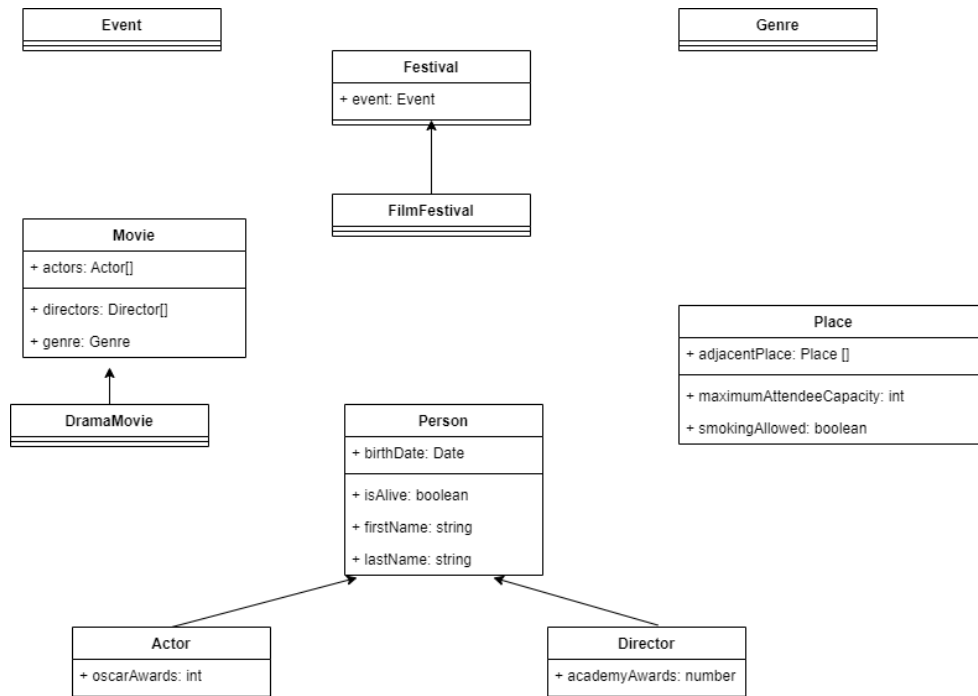 Event
Genre
Festival
+ event: Event
FilmFestival
Movie
+ actors: Actor[]
+ directors: Director[]
+ genre: Genre
Place
+ adjacentPlace: Place []
+ maximumAttendeeCapacity: int
+ smokingAllowed: boolean
DramaMovie
Person
+ birthDate: Date
+ isAlive: boolean
+ firstName: string
+ lastName: string
Actor
+ oscarAwards: int
Director
+ academyAwards: number